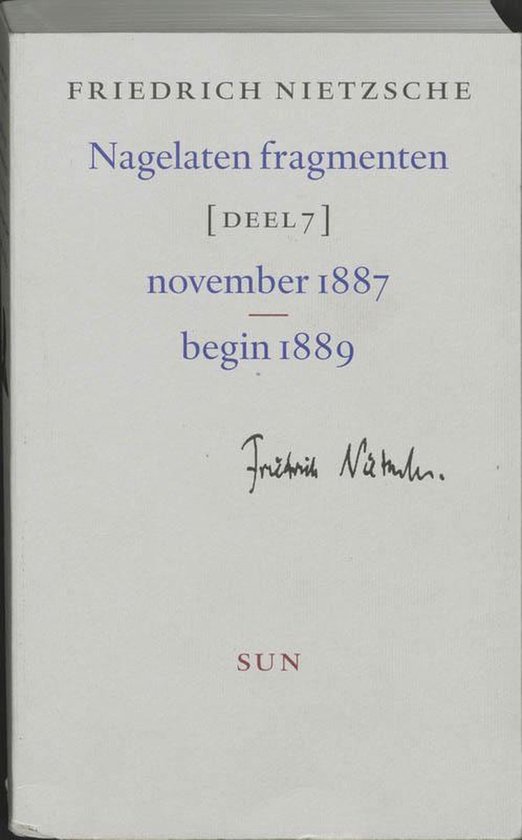 FRIEDRICH NIETZSCHE
Nagelaten fragmenten
[DEEL 7]
november 1887
—
begin 1889
Friedrich Nietzsche.
SUN